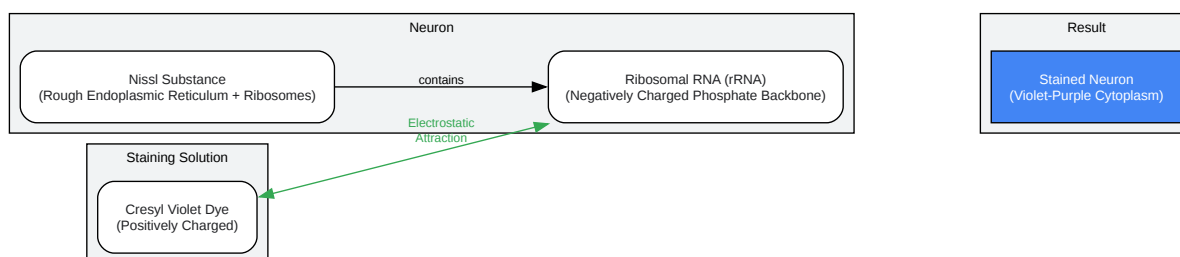 Neuron
Nissl Substance
(Rough Endoplasmic Reticulum + Ribosomes)
contains
Ribosomal RNA (rRNA)
(Negatively Charged Phosphate Backbone)
Electrostatic
Attraction
Staining Solution
Cresyl Violet Dye
(Positively Charged)
Result
Stained Neuron
(Violet-Purple Cytoplasm)